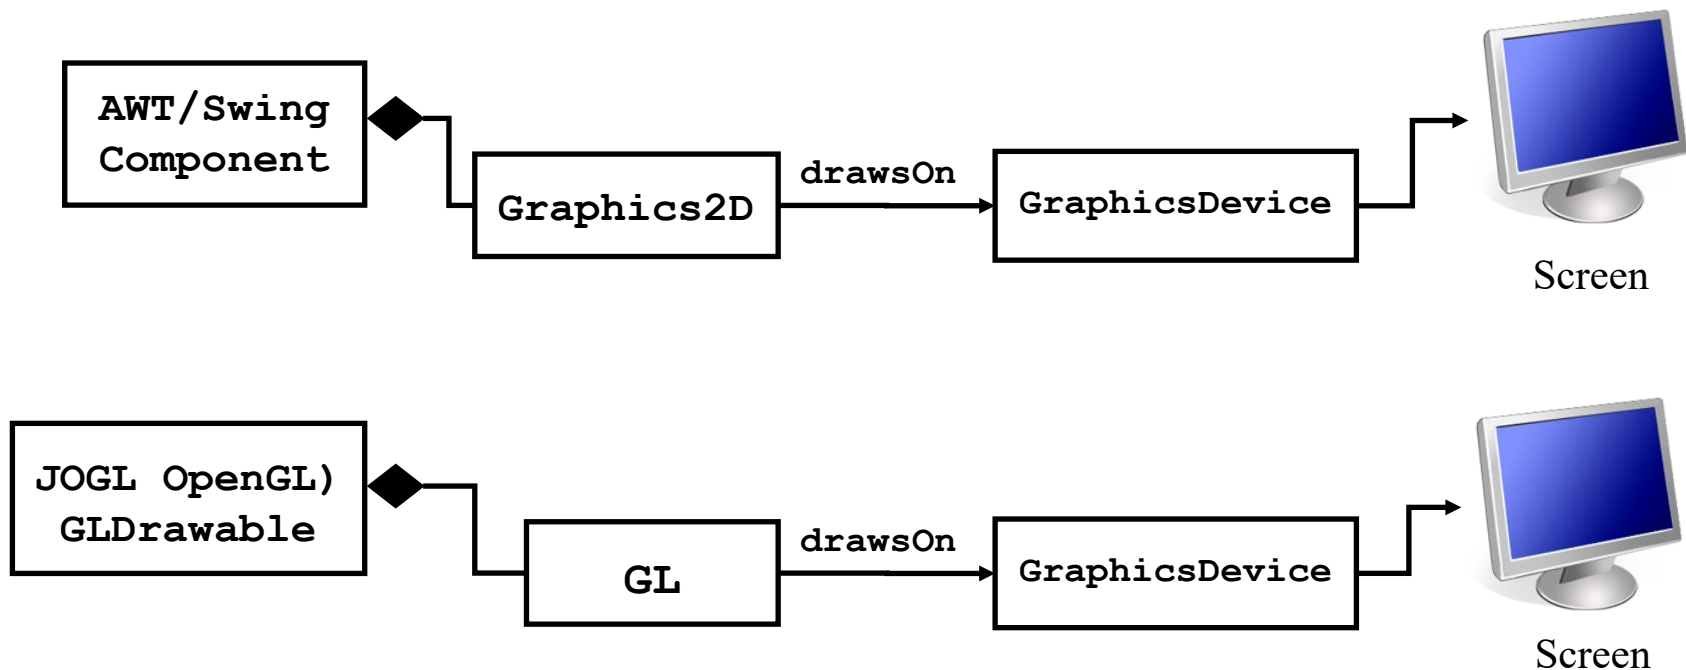 AWT/Swing
Component
Graphics2D
drawsOn
GraphicsDevice
Screen
JOGL OpenGL)
GLDrawable
GL
drawsOn
GraphicsDevice
Screen